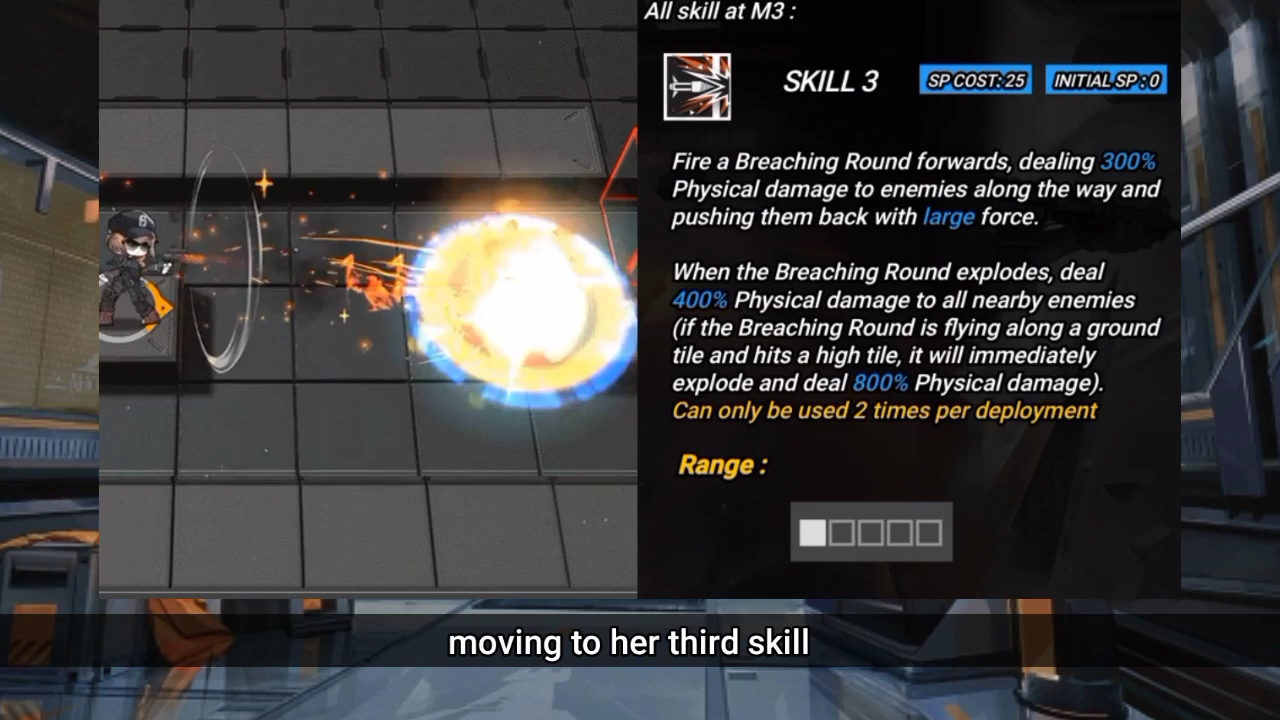 All skill at M3 :
SKILL 3
SP COST: 25
INITIAL SP : 0
Fire a Breaching Round forwards, dealing 300%
Physical damage to enemies along the way and
pushing them back with large force.
When the Breaching Round explodes, deal
400% Physical damage to all nearby enemies
(if the Breaching Round is flying along a ground
tile and hits a high tile, it will immediately
explode and deal 800% Physical damage).
Can only be used 2 times per deployment
Range :
moving to her third skill